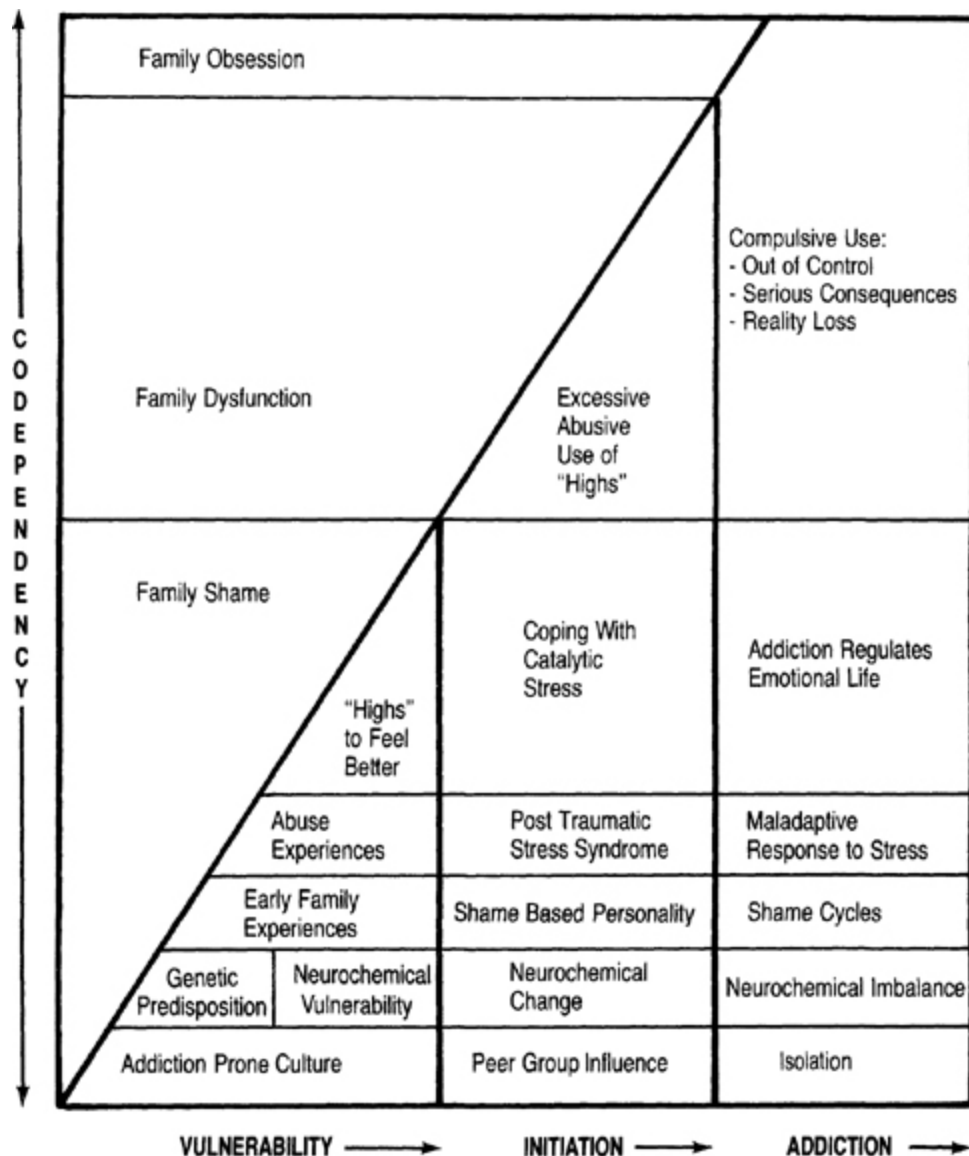 Family Obsession
Compulsive Use:
- Out of Control
- Serious Consequences
- Reality Loss
CODEPENDENCY
Family Dysfunction
Excessive
Abusive
Use of
“Highs”
Family Shame
Coping With
Catalytic
Stress
Addiction Regulates
Emotional Life
“Highs”
to Feel
Better
Abuse
Experiences
Post Traumatic
Stress Syndrome
Maladaptive
Response to Stress
Early Family
Experiences
Shame Based Personality
Shame Cycles
Genetic
Predisposition
Neurochemical
Vulnerability
Neurochemical
Change
Neurochemical Imbalance
Addiction Prone Culture
Peer Group Influence
Isolation
VULNERABILITY
INITIATION
ADDICTION